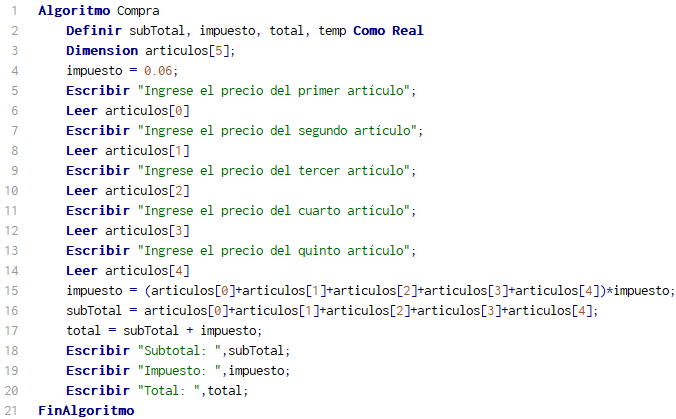 1 Algoritmo Compra
2 Definir subTotal, impuesto, total, temp Como Real
3 Dimension articulos[5];
4 impuesto = 0.06;
5 Escribir "Ingrese el precio del primer artículo";
6 Leer articulos[0]
7 Escribir "Ingrese el precio del segundo artículo";
8 Leer articulos[1]
9 Escribir "Ingrese el precio del tercer artículo";
10 Leer articulos[2]
11 Escribir "Ingrese el precio del cuarto artículo";
12 Leer articulos[3]
13 Escribir "Ingrese el precio del quinto artículo";
14 Leer articulos[4]
15 impuesto = (articulos[0]+articulos[1]+articulos[2]+articulos[3]+articulos[4])*impuesto;
16 subTotal = articulos[0]+articulos[1]+articulos[2]+articulos[3]+articulos[4];
17 total = subTotal + impuesto;
18 Escribir "Subtotal: ",subTotal;
19 Escribir "Impuesto: ",impuesto;
20 Escribir "Total: ",total;
21 FinAlgoritmo